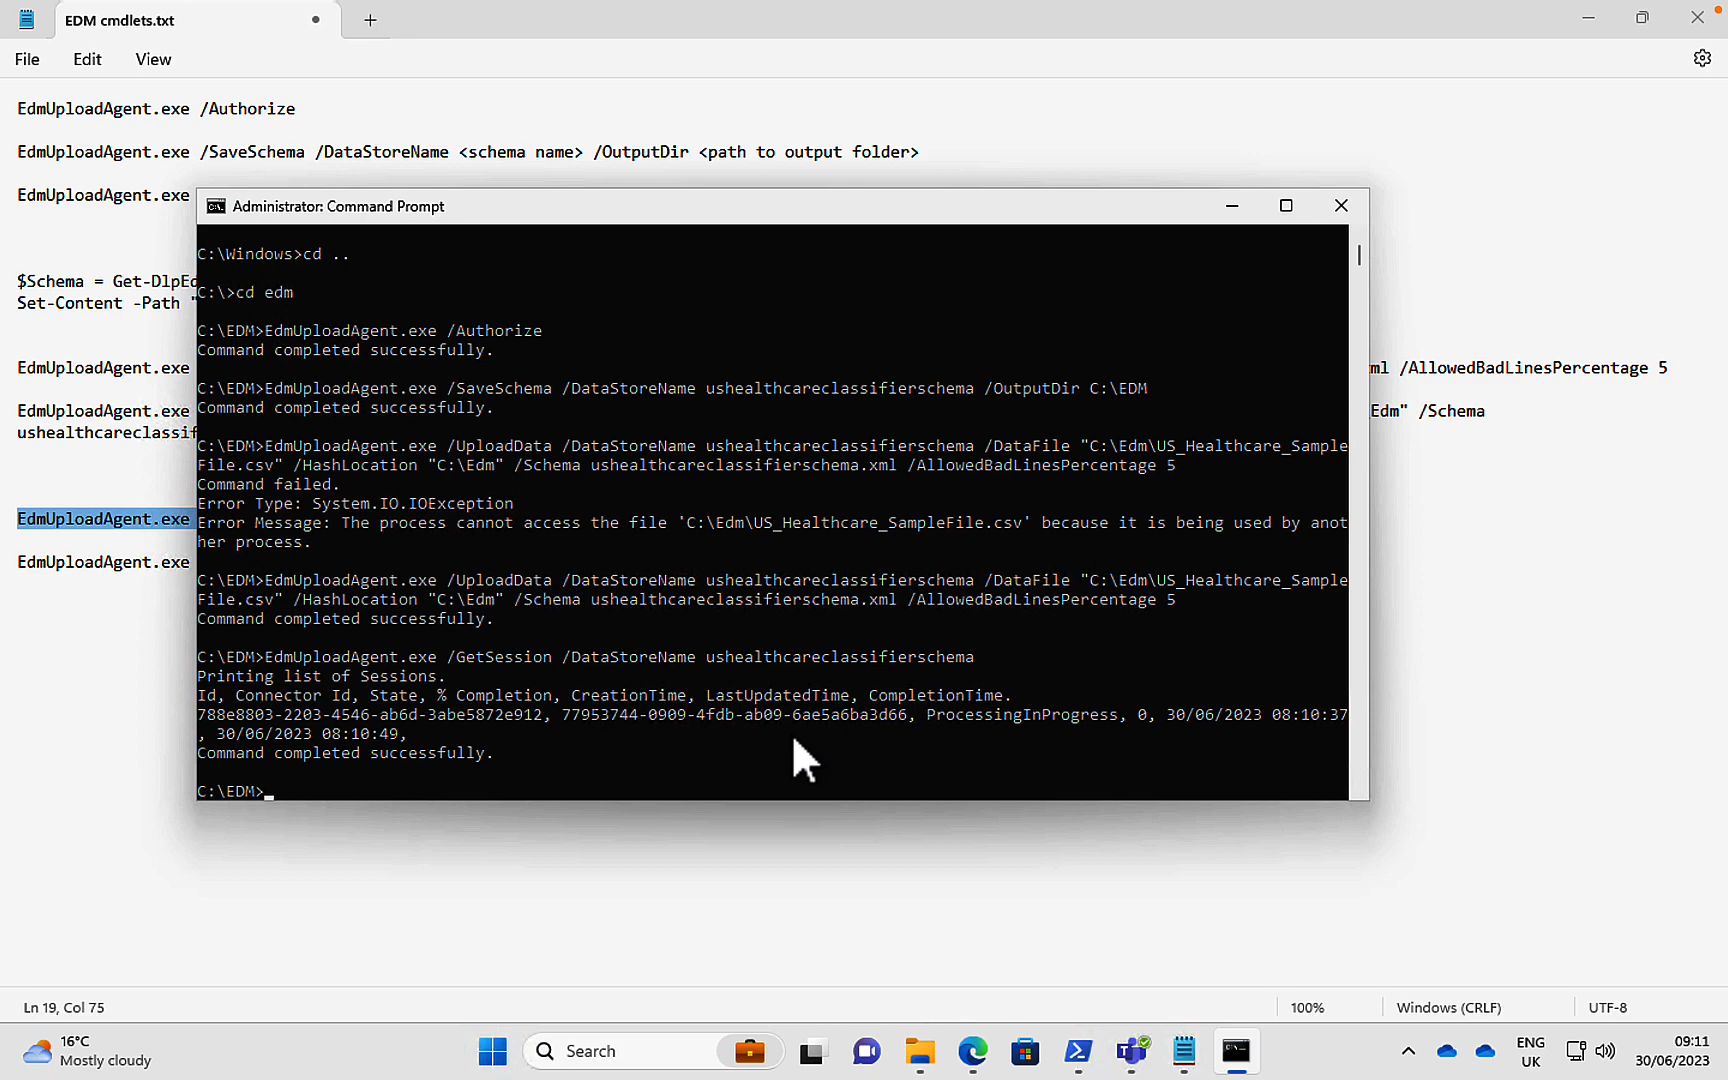 EDM cmdlets.txt
File Edit View
EdmUploadAgent.exe /Authorize
EdmUploadAgent.exe /SaveSchema /DataStoreName <schema name> /OutputDir <path to output folder>
EdmUploadAgent.exe
$Schema = Get-DlpEd
Set-Content -Path "
EdmUploadAgent.exe ml /AllowedBadLinesPercentage 5
EdmUploadAgent.exe Edm" /Schema
ushealthcareclassif
EdmUploadAgent.exe
EdmUploadAgent.exe
Administrator: Command Prompt
C:\Windows>cd ..
C:\>cd edm
C:\EDM>EdmUploadAgent.exe /Authorize
Command completed successfully.
C:\EDM>EdmUploadAgent.exe /SaveSchema /DataStoreName ushealthcareclassifierschema /OutputDir C:\EDM
Command completed successfully.
C:\EDM>EdmUploadAgent.exe /UploadData /DataStoreName ushealthcareclassifierschema /DataFile "C:\Edm\US_Healthcare_Sample
File.csv" /HashLocation "C:\Edm" /Schema ushealthcareclassifierschema.xml /AllowedBadLinesPercentage 5
Command failed.
Error Type: System.IO.IOException
Error Message: The process cannot access the file 'C:\Edm\US_Healthcare_SampleFile.csv' because it is being used by anot
her process.
C:\EDM>EdmUploadAgent.exe /UploadData /DataStoreName ushealthcareclassifierschema /DataFile "C:\Edm\US_Healthcare_Sample
File.csv" /HashLocation "C:\Edm" /Schema ushealthcareclassifierschema.xml /AllowedBadLinesPercentage 5
Command completed successfully.
C:\EDM>EdmUploadAgent.exe /GetSession /DataStoreName ushealthcareclassifierschema
Printing list of Sessions.
Id, Connector Id, State, % Completion, CreationTime, LastUpdatedTime, CompletionTime.
788e8803-2203-4546-ab6d-3abe5872e912, 77953744-0909-4fdb-ab09-6ae5a6ba3d66, ProcessingInProgress, 0, 30/06/2023 08:10:37
, 30/06/2023 08:10:49,
Command completed successfully.
C:\EDM>
Ln 19, Col 75 100% Windows (CRLF) UTF-8
16°C
Mostly cloudy
Search
ENG
UK
09:11
30/06/2023